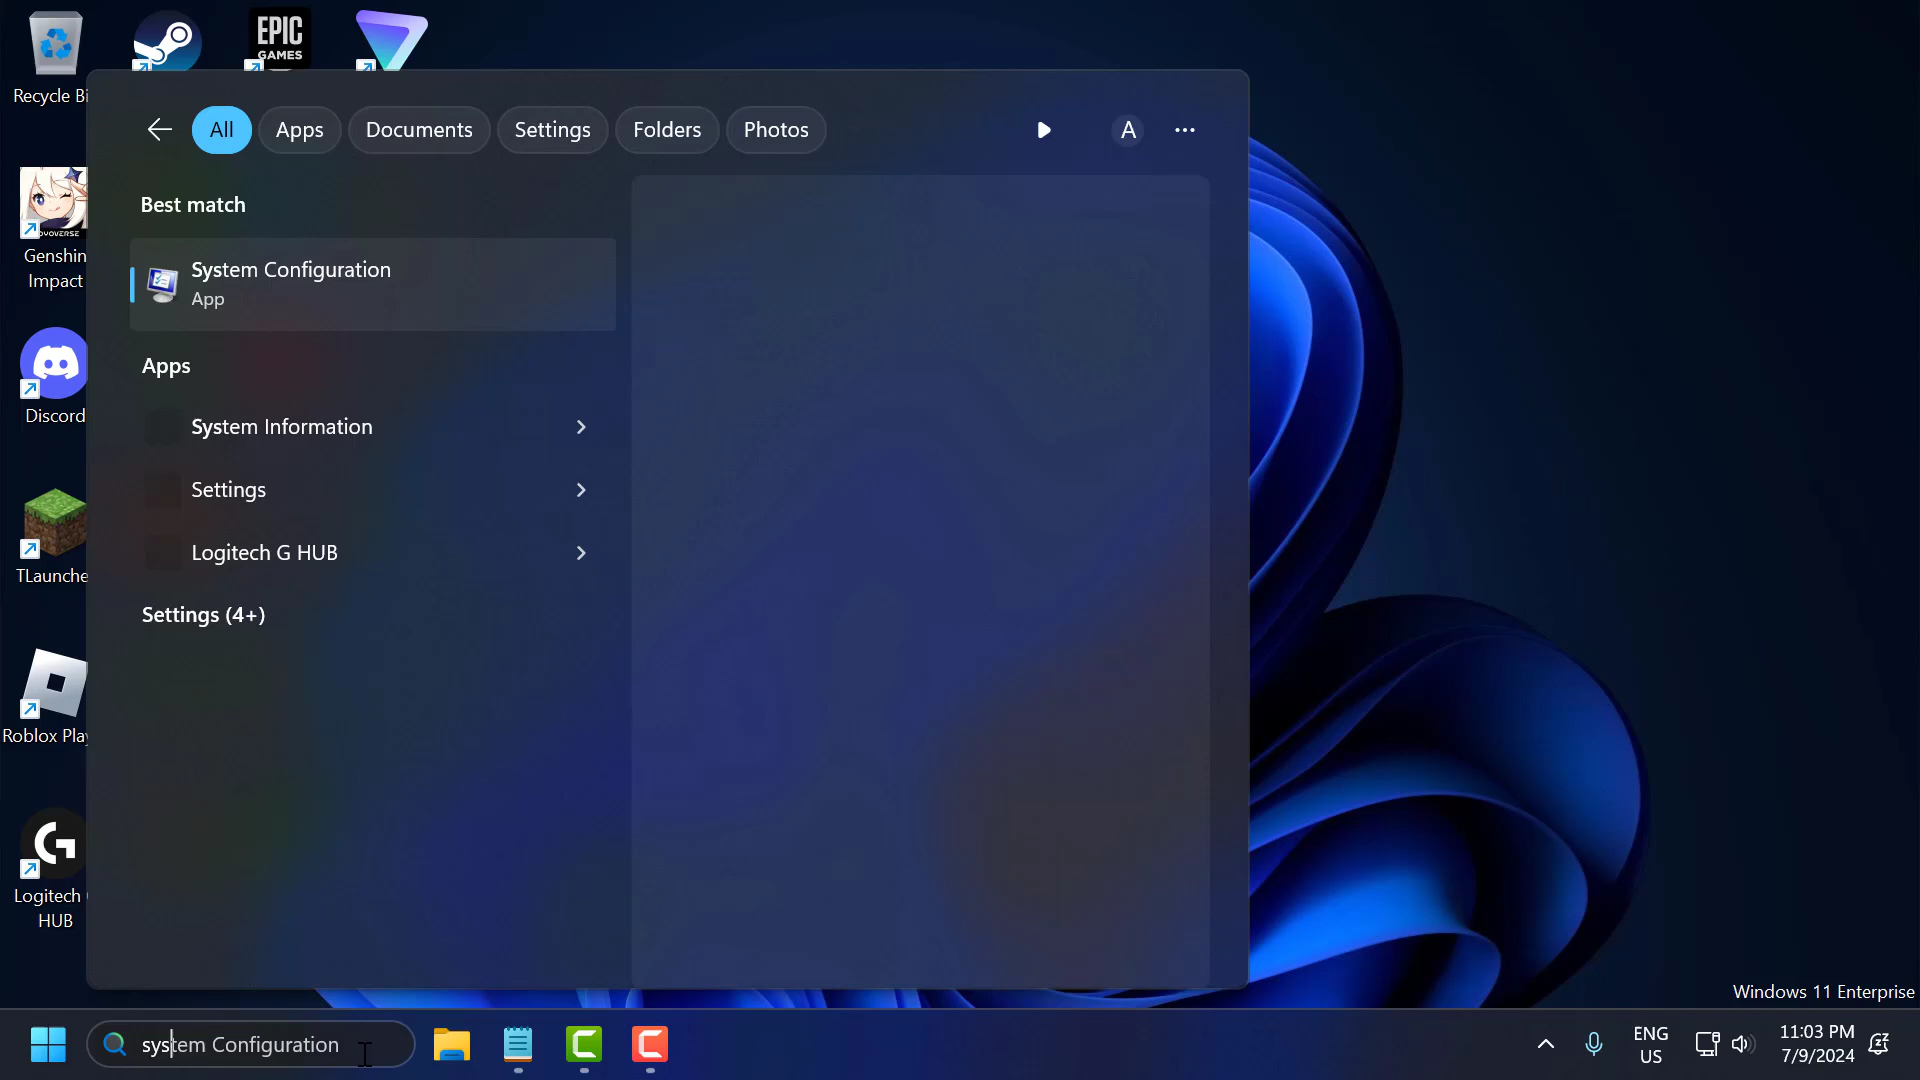 EPIC
GAMES
Recycle Bi
All
Apps
Documents
Settings
Folders
Photos
A
Best match
System Configuration
App
Apps
System Information
Settings
Logitech G HUB
Settings (4+)
HOYOVERSE
Genshin
Impact
Discord
TLaunche
Roblox Play
Logitech
HUB
Windows 11 Enterprise
system Configuration
ENG
US
11:03 PM
7/9/2024